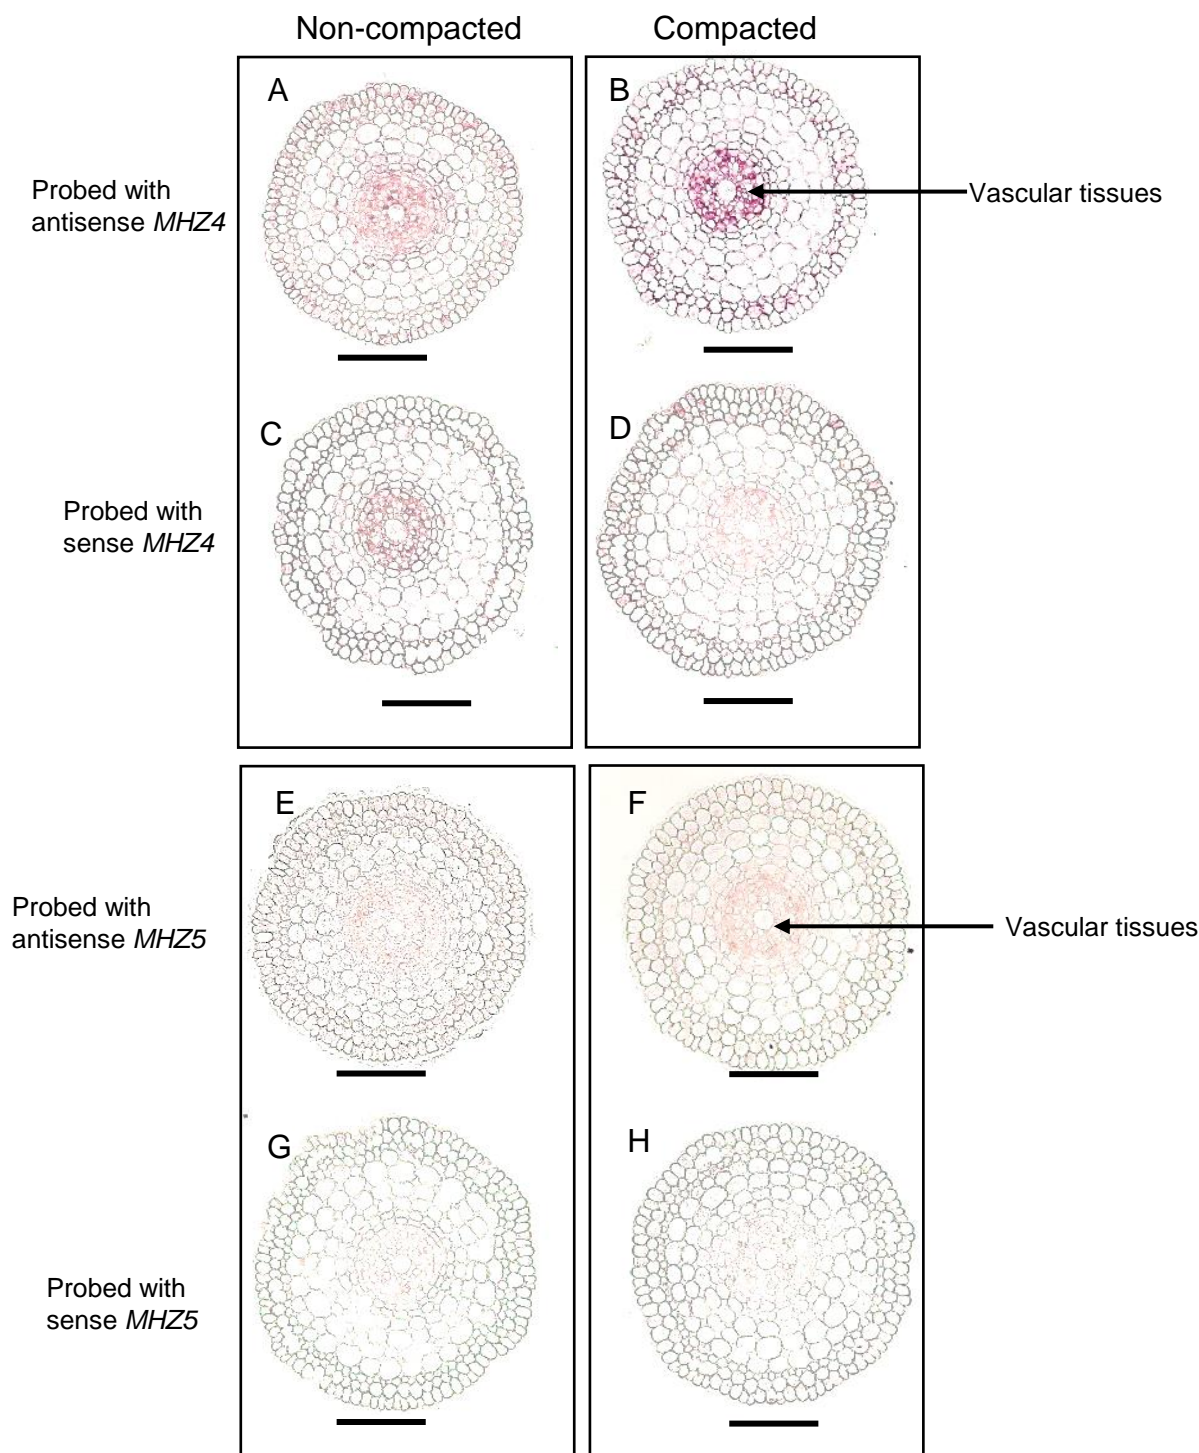 Non-compacted
Compacted
A
B
Probed with
antisense MHZ4
Vascular tissues
C
D
Probed with
sense MHZ4
E
F
Probed with
antisense MHZ5
Vascular tissues
G
H
Probed with
sense MHZ5